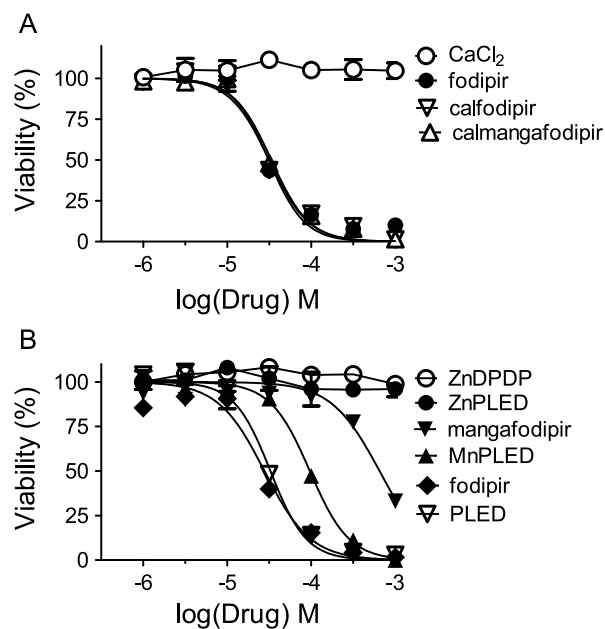 A
Viability (%)
100
75
50
25
0
-6
-5
-4
-3
log(Drug) M
CaCl₂
fodipir
calfodipir
calmangafodipir
B
Viability (%)
100
75
50
25
0
-6
-5
-4
-3
log(Drug) M
ZnDPDP
ZnPLED
mangafodipir
MnPLED
fodipir
PLED